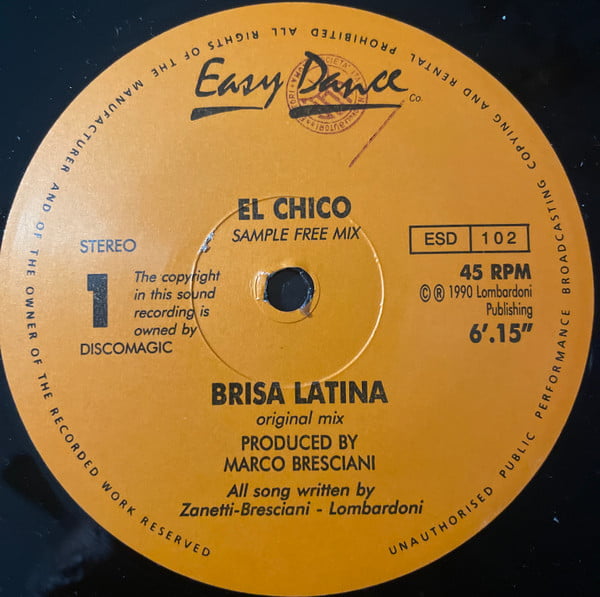 ALL RIGHTS OF THE MANUFACTURER AND OF THE OWNER OF THE RECORDED WORK RESERVED
UNAUTHORISED PUBLIC PERFORMANCE BROADCASTING COPYING AND RENTAL PROHIBITED
Easy Dance
Co.
EL CHICO
SAMPLE FREE MIX
STEREO
1
The copyright
in this sound
recording is
owned by
DISCOMAGIC
ESD 102
45 RPM
© ℗ 1990 Lombardoni
Publishing
6'.15"
BRISA LATINA
original mix
PRODUCED BY
MARCO BRESCIANI
All song written by
Zanetti-Bresciani - Lombardoni